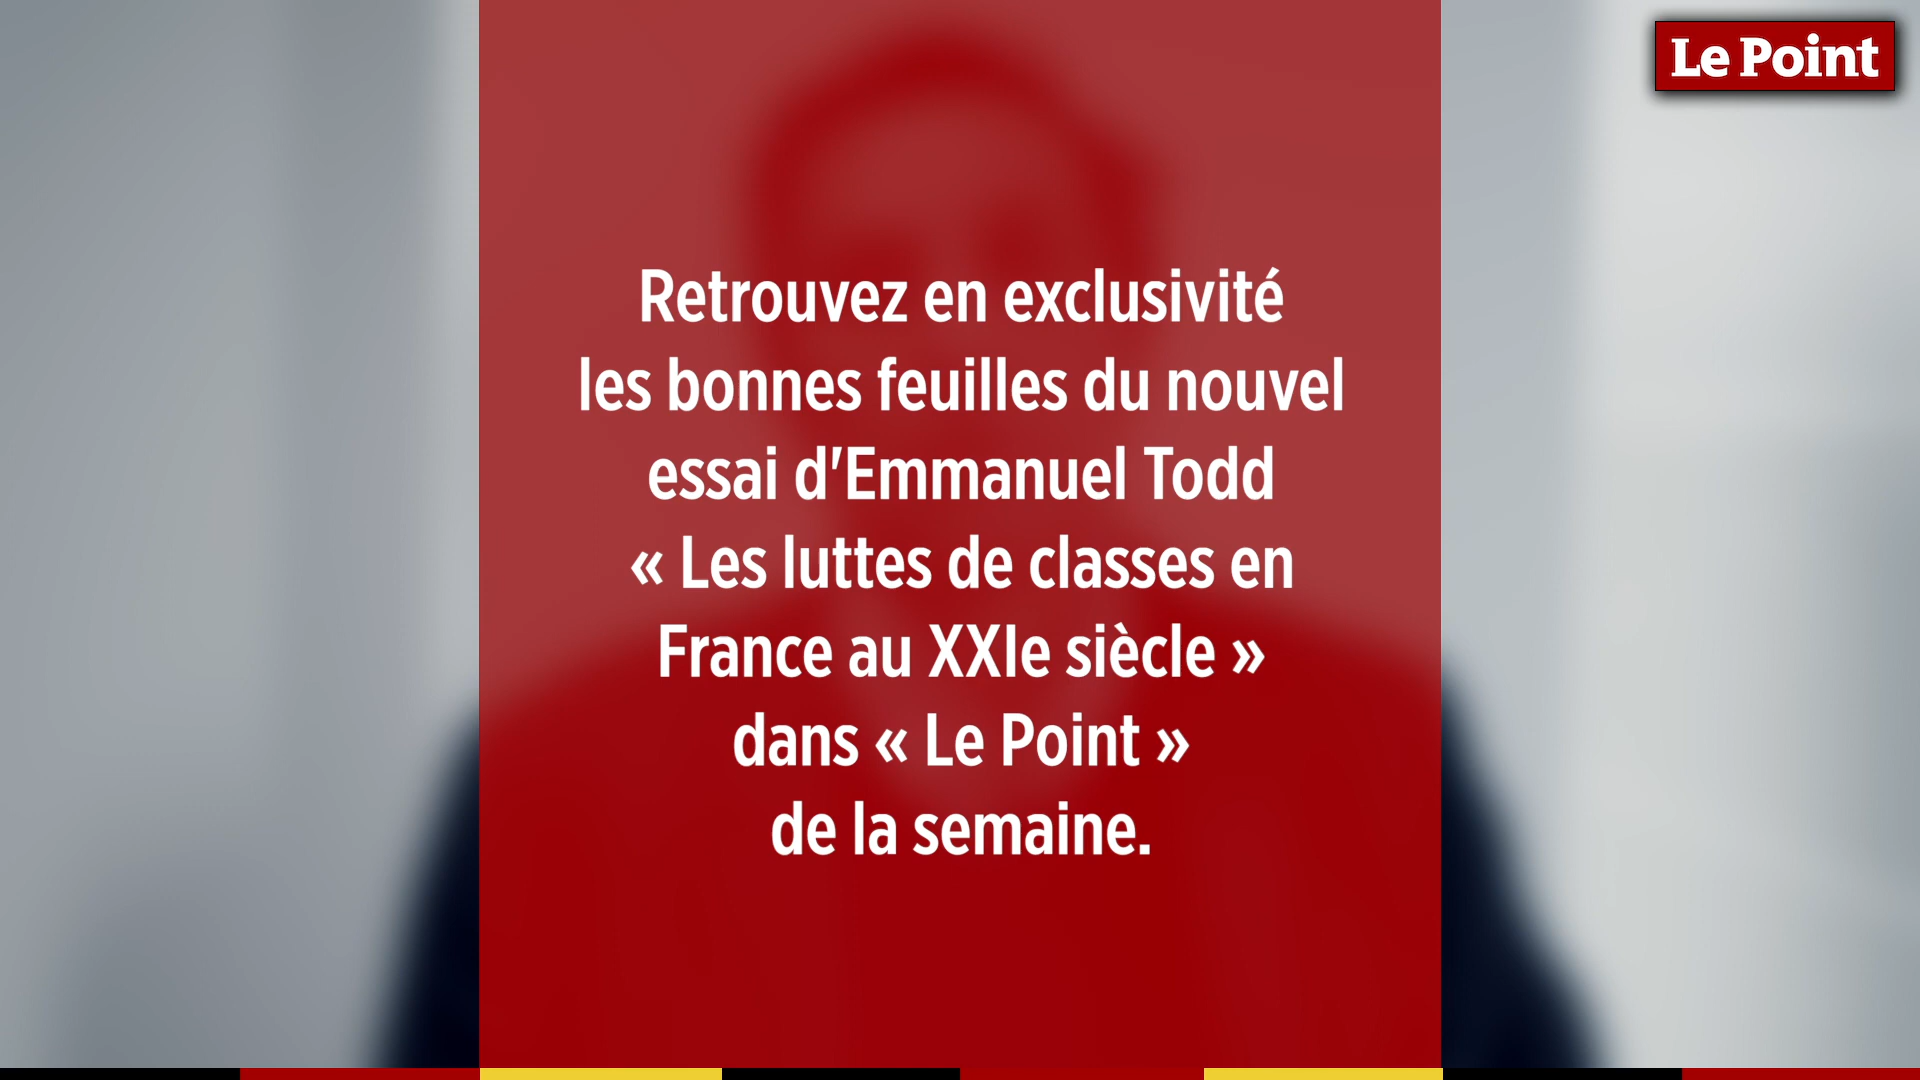 Le Point
Retrouvez en exclusivité
les bonnes feuilles du nouvel
essai d'Emmanuel Todd
« Les luttes de classes en
France au XXIe siècle »
dans « Le Point »
de la semaine.